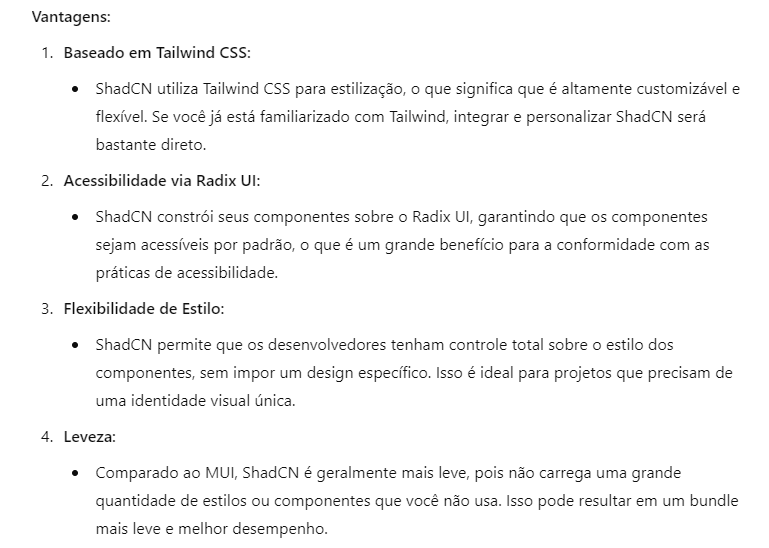 Vantagens:
1. Baseado em Tailwind CSS:
• ShadCN utiliza Tailwind CSS para estilização, o que significa que é altamente customizável e
flexível. Se você já está familiarizado com Tailwind, integrar e personalizar ShadCN será
bastante direto.
2. Acessibilidade via Radix UI:
• ShadCN constrói seus componentes sobre o Radix UI, garantindo que os componentes
sejam acessíveis por padrão, o que é um grande benefício para a conformidade com as
práticas de acessibilidade.
3. Flexibilidade de Estilo:
• ShadCN permite que os desenvolvedores tenham controle total sobre o estilo dos
componentes, sem impor um design específico. Isso é ideal para projetos que precisam de
uma identidade visual única.
4. Leveza:
• Comparado ao MUI, ShadCN é geralmente mais leve, pois não carrega uma grande
quantidade de estilos ou componentes que você não usa. Isso pode resultar em um bundle
mais leve e melhor desempenho.